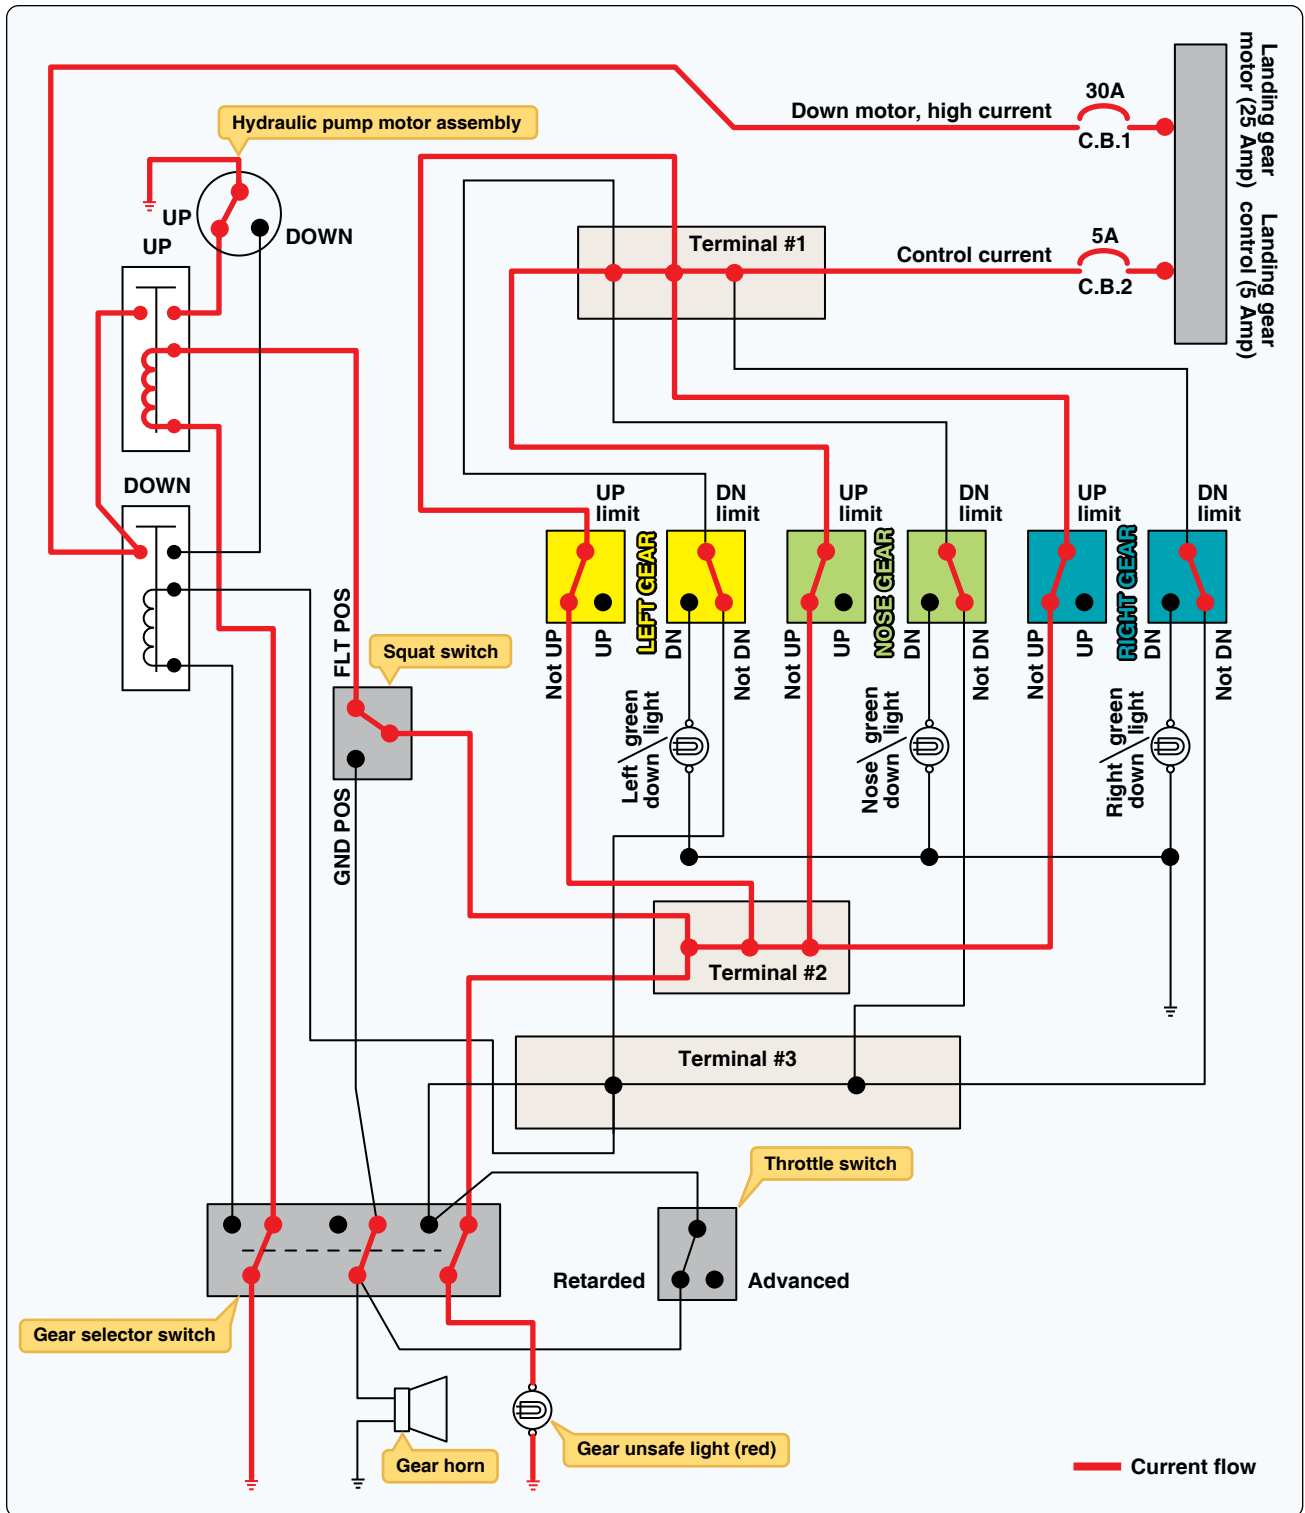 Hydraulic pump motor assembly
Down motor, high current
30A
C.B.1
Landing gear
motor (25 Amp)
UP
DOWN
UP
Terminal #1
Control current
5A
C.B.2
Landing gear
control (5 Amp)
DOWN
UP
limit
DN
limit
UP
limit
DN
limit
UP
limit
DN
limit
LEFT GEAR
NOSE GEAR
RIGHT GEAR
Not UP
UP
DN
Not DN
Not UP
UP
DN
Not DN
Not UP
UP
DN
Not DN
FLT POS
Squat switch
GND POS
Left green
down light
Nose green
down light
Right green
down light
Terminal #2
Terminal #3
Throttle switch
Retarded
Advanced
Gear selector switch
Gear horn
Gear unsafe light (red)
Current flow